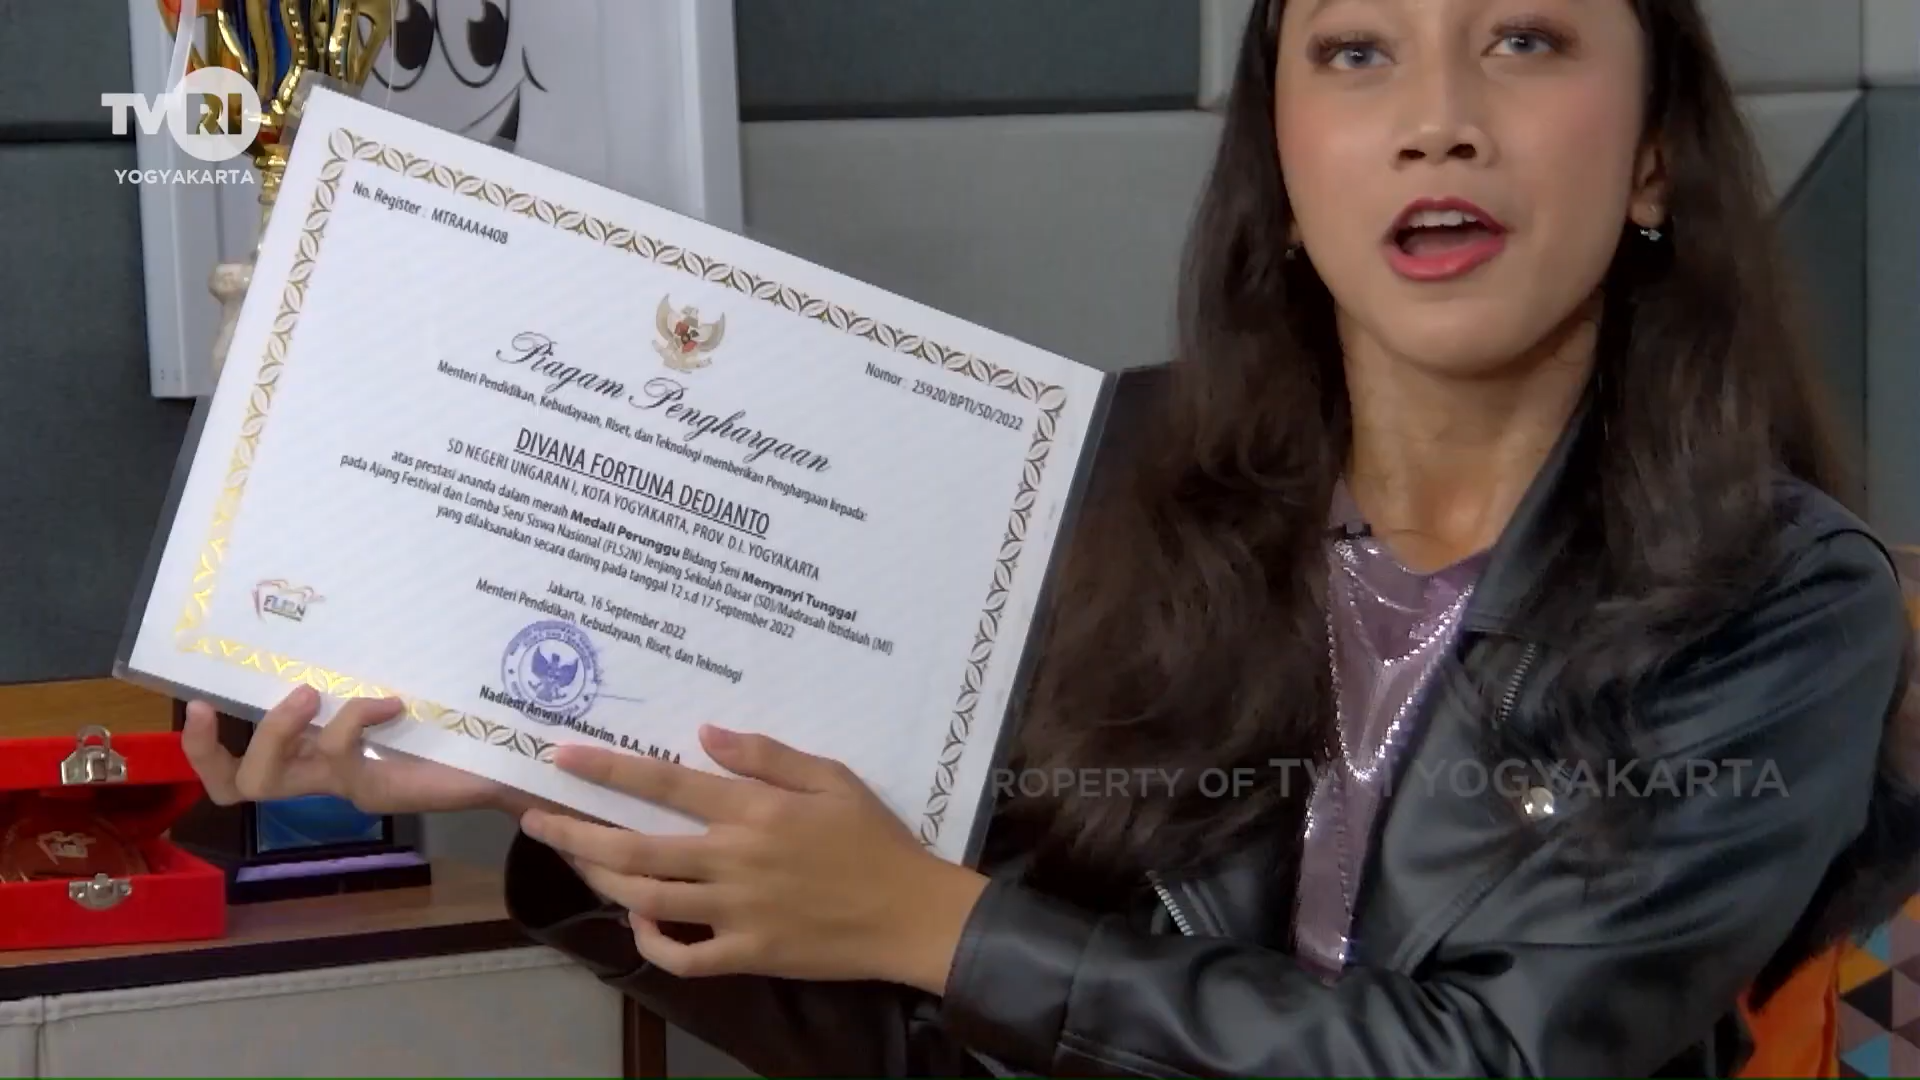 TVRI
YOGYAKARTA
No. Register : MTRAAA4408
Nomor : 25920/BPTI/SD/2022
Piagam Penghargaan
Menteri Pendidikan, Kebudayaan, Riset, dan Teknologi memberikan Penghargaan kepada:
DIVANA FORTUNA DEDJANTO
SD NEGERI UNGARAN I, KOTA YOGYAKARTA, PROV. D.I. YOGYAKARTA
atas prestasi ananda dalam meraih Medali Perunggu Bidang Seni Menyanyi Tunggal
pada Ajang Festival dan Lomba Seni Siswa Nasional (FLS2N) Jenjang Sekolah Dasar (SD)/Madrasah Ibtidaiah (MI)
yang dilaksanakan secara daring pada tanggal 12 s.d 17 September 2022
Jakarta, 16 September 2022
Menteri Pendidikan, Kebudayaan, Riset, dan Teknologi
Nadiem Anwar Makarim, B.A., M.B.A
FLS2N
ROPERTY OF TVRI YOGYAKARTA